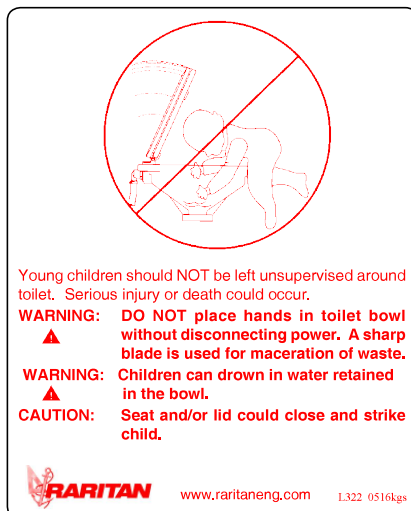 Young children should NOT be left unsupervised around
toilet. Serious injury or death could occur.
WARNING: DO NOT place hands in toilet bowl
without disconnecting power. A sharp
blade is used for maceration of waste.
WARNING: Children can drown in water retained
in the bowl.
CAUTION: Seat and/or lid could close and strike
child.
RARITAN www.raritaneng.com L322 0516kgs